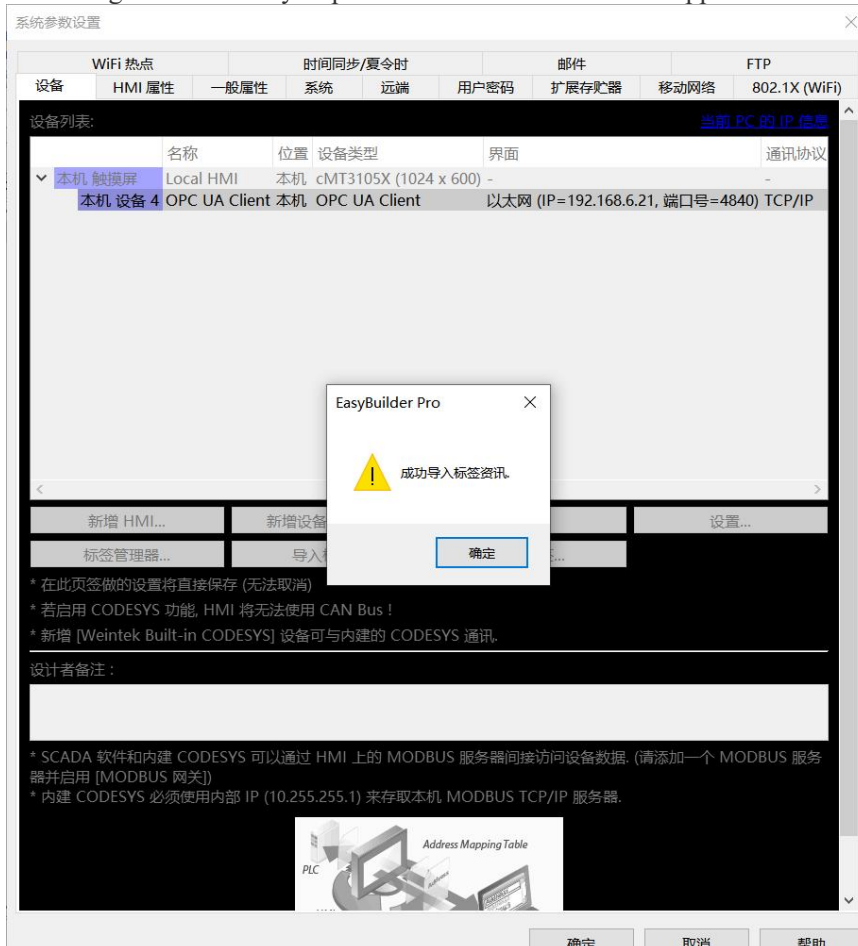 系统参数设置
WiFi 热点 时间同步/夏令时 邮件 FTP
设备 HMI 属性 一般属性 系统 远端 用户密码 扩展存贮器 移动网络 802.1X (WiFi)
设备列表: 当前 PC 的 IP 信息
名称 位置 设备类型 界面 通讯协议
本机 触摸屏 Local HMI 本机 cMT3105X (1024 x 600) - -
本机 设备 4 OPC UA Client 本机 OPC UA Client 以太网 (IP=192.168.6.21, 端口号=4840) TCP/IP
EasyBuilder Pro
成功导入标签资讯.
确定
新增 HMI... 新增设备 设置...
标签管理器... 导入
* 在此页签做的设置将直接保存 (无法取消)
* 若启用 CODESYS 功能, HMI 将无法使用 CAN Bus !
* 新增 [Weintek Built-in CODESYS] 设备可与内建的 CODESYS 通讯.
设计者备注 :
* SCADA 软件和内建 CODESYS 可以通过 HMI 上的 MODBUS 服务器间接访问设备数据. (请添加一个 MODBUS 服务
器并启用 [MODBUS 网关])
* 内建 CODESYS 必须使用内部 IP (10.255.255.1) 来存取本机 MODBUS TCP/IP 服务器.
Address Mapping Table
PLC
确定 取消 帮助